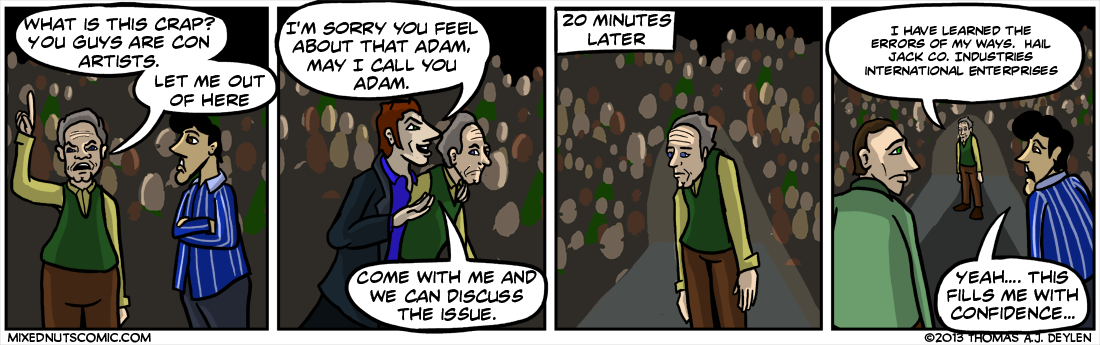 WHAT IS THIS CRAP?
YOU GUYS ARE CON
ARTISTS.
LET ME OUT
OF HERE
I'M SORRY YOU FEEL
ABOUT THAT ADAM,
MAY I CALL YOU
ADAM.
COME WITH ME AND
WE CAN DISCUSS
THE ISSUE.
20 MINUTES
LATER
I HAVE LEARNED THE
ERRORS OF MY WAYS. HAIL
JACK CO. INDUSTRIES
INTERNATIONAL ENTERPRISES
YEAH.... THIS
FILLS ME WITH
CONFIDENCE...
MIXEDNUTSCOMIC.COM
©2013 THOMAS A.J. DEYLEN